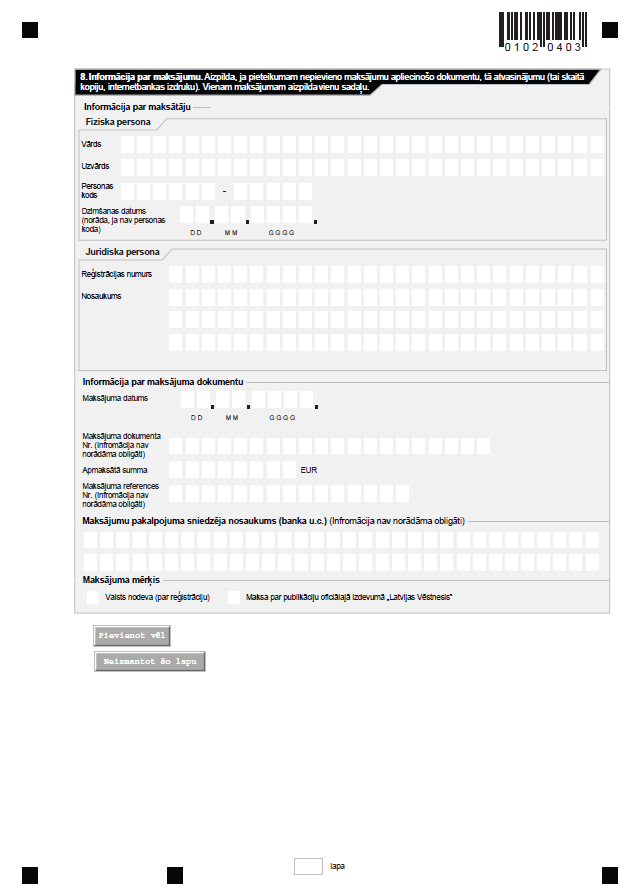 0102 0403
8. Informācija par maksājumu. Aizpilda, ja pieteikumam nepievieno maksājumu apliecinošo dokumentu, tā atvasinājumu (tai skaitā
kopiju, internetbankas izdruku). Vienam maksājumam aizpilda vienu sadaļu.
Informācija par maksātāju
Fiziska persona
Vārds
Uzvārds
Personas
kods
-
Dzimšanas datums
(norāda, ja nav personas
koda)
DD MM GGGG
Juridiska persona
Reģistrācijas numurs
Nosaukums
Informācija par maksājuma dokumentu
Maksājuma datums
DD MM GGGG
Maksājuma dokumenta
Nr. (Infromācija nav
norādāma obligāti)
Apmaksātā summa EUR
Maksājuma references
Nr. (Infromācija nav
norādāma obligāti)
Maksājumu pakalpojuma sniedzēja nosaukums (banka u.c.) (Infromācija nav norādāma obligāti)
Maksājuma mērķis
Valsts nodeva (par reģistrāciju) Maksa par publikāciju oficiālajā izdevumā „Latvijas Vēstnesis"
Pievienot vēl
Neizmantot šo lapu
lapa